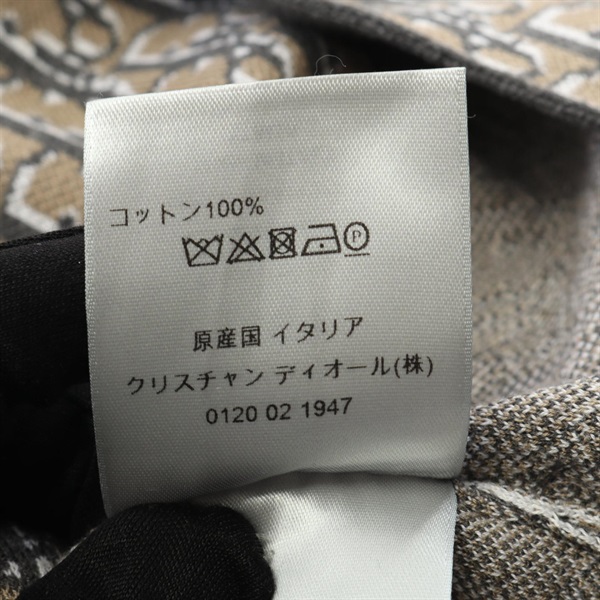 コットン100%
P
原産国 イタリア
クリスチャン ディオール(株)
0120 02 1947